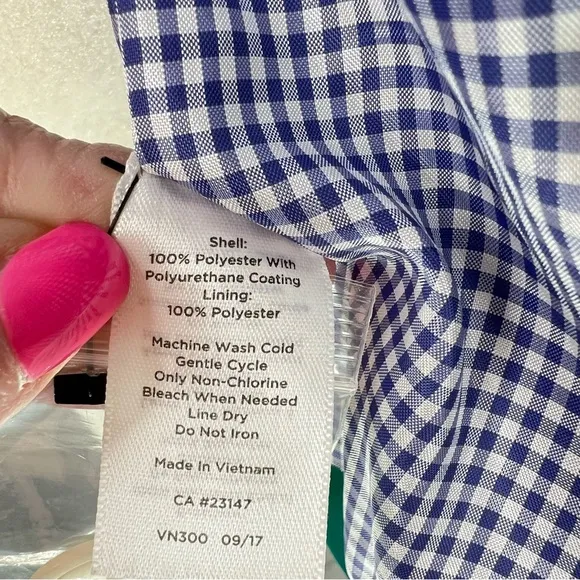 Shell:
100% Polyester With
Polyurethane Coating
Lining:
100% Polyester
Machine Wash Cold
Gentle Cycle
Only Non-Chlorine
Bleach When Needed
Line Dry
Do Not Iron
Made In Vietnam
CA #23147
VN300 09/17